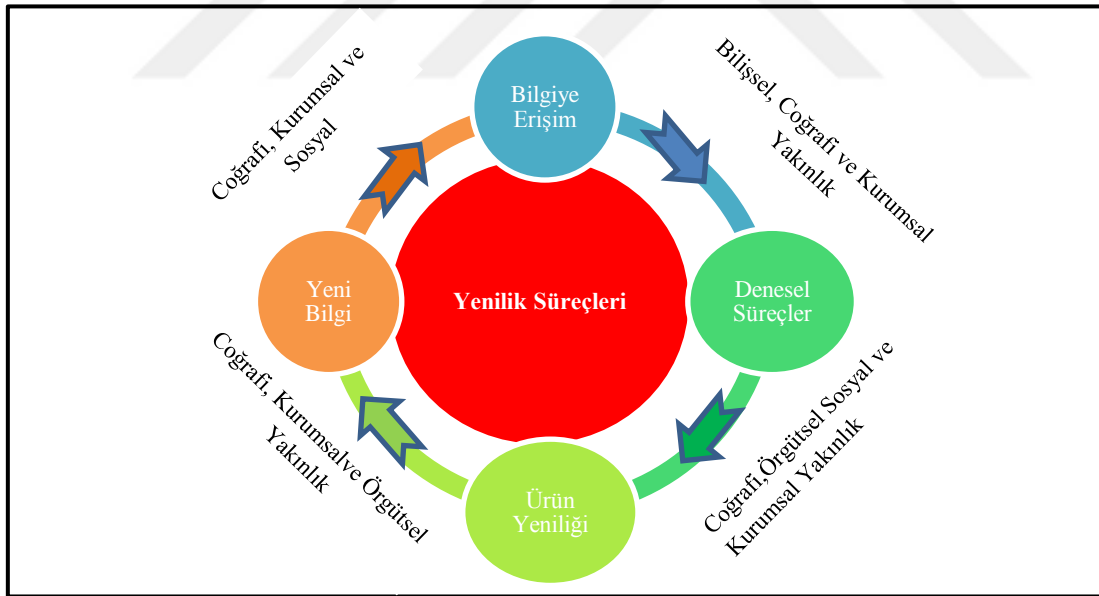 Bilgiye
Erişim
Bilişsel, Coğrafi ve Kurumsal
Yakınlık
Denesel
Süreçler
Coğrafi,Örgütsel Sosyal ve
Kurumsal Yakınlık
Ürün
Yeniliği
Coğrafi, Kurumsalve Örgütsel
Yakınlık
Yeni
Bilgi
Coğrafi, Kurumsal ve
Sosyal
Yenilik Süreçleri